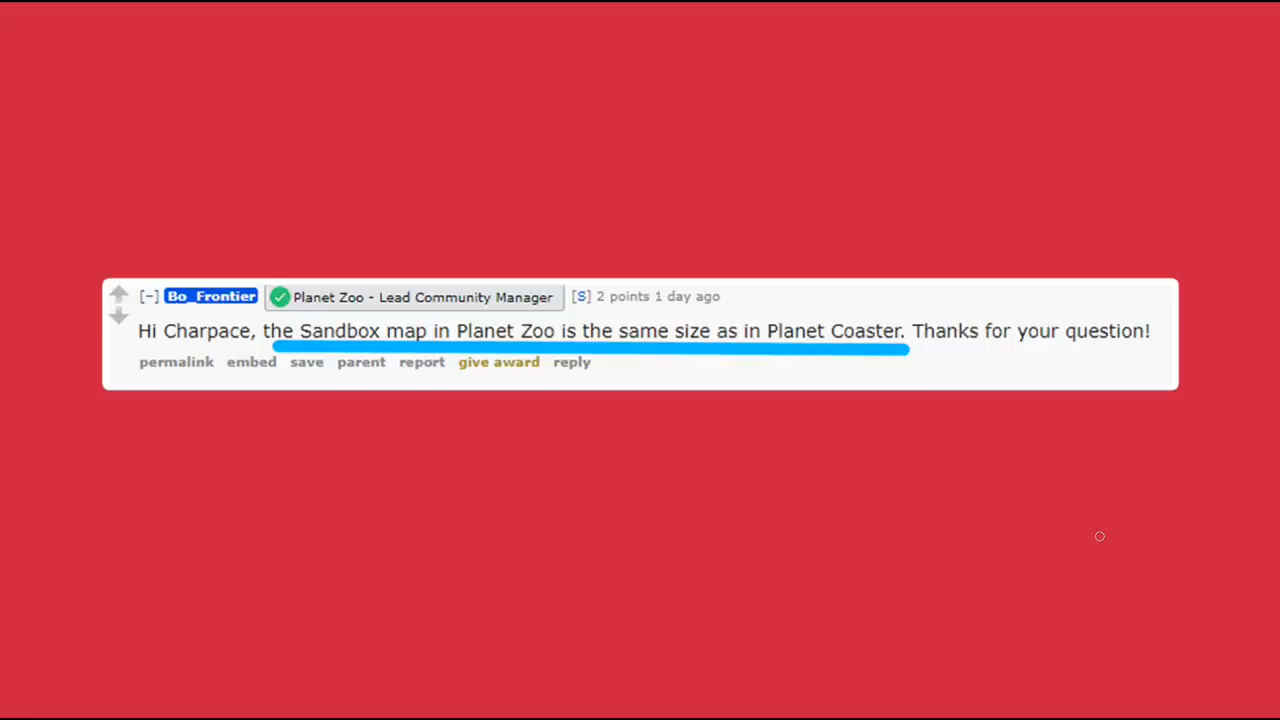 [-] Bo_Frontier Planet Zoo - Lead Community Manager [S] 2 points 1 day ago
Hi Charpace, the Sandbox map in Planet Zoo is the same size as in Planet Coaster. Thanks for your question!
permalink embed save parent report give award reply